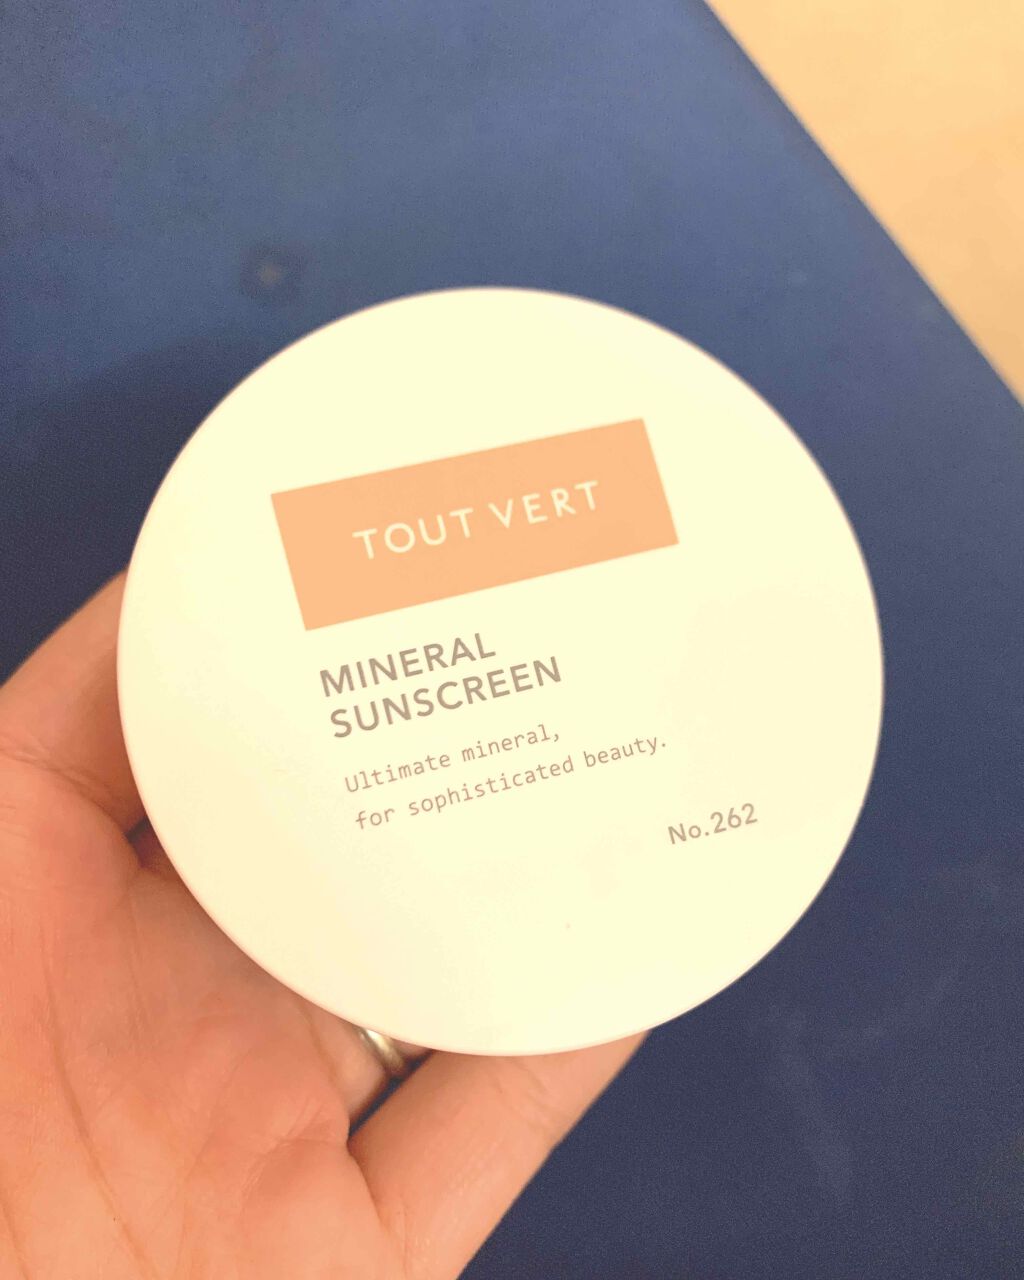 TOUT VERT
MINERAL
SUNSCREEN
Ultimate mineral,
for sophisticated beauty.
No.262